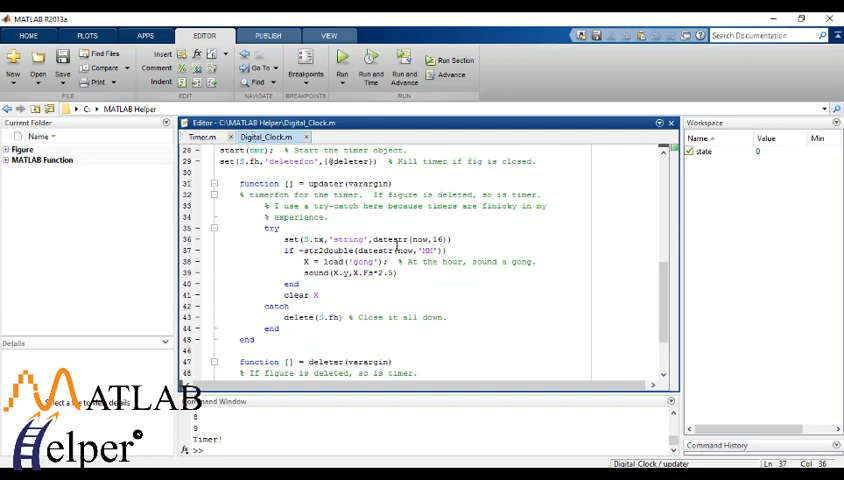 MATLAB R2013a
HOME PLOTS APPS EDITOR PUBLISH VIEW Search Documentation
New Open Save Find Files Compare Print
Insert Comment Indent fx
Go To Find
Breakpoints
Run Run and Time Run and Advance Run Section Advance
FILE EDIT NAVIGATE BREAKPOINTS RUN
C: MATLAB Helper
Current Folder
Name
Figure
MATLAB Function
Details
Select a file to view details
Editor - C:\MATLAB Helper\Digital_Clock.m
Timer.m Digital_Clock.m
28 start(tmr); % Start the timer object.
29 set(S.fh,'deletefcn',{@deleter}) % Kill timer if fig is closed.
30
31 function [] = updater(varargin)
32 % timerfcn for the timer. If figure is deleted, so is timer.
33 % I use a try-catch here because timers are finicky in my
34 % experience.
35 try
36 set(S.tx,'string',datestr(now,16))
37 if ~str2double(datestr(now,'MM'))
38 X = load('gong'); % At the hour, sound a gong.
39 sound(X.y,X.Fs*2.5)
40 end
41 clear X
42 catch
43 delete(S.fh) % Close it all down.
44 end
45 end
46
47 function [] = deleter(varargin)
48 % If figure is deleted, so is timer.
Command Window
8
9
Timer!
fx >>
Workspace
Name Value Min
state 0
Command History
MATLAB
Helper
Digital_Clock / updater Ln 37 Col 36